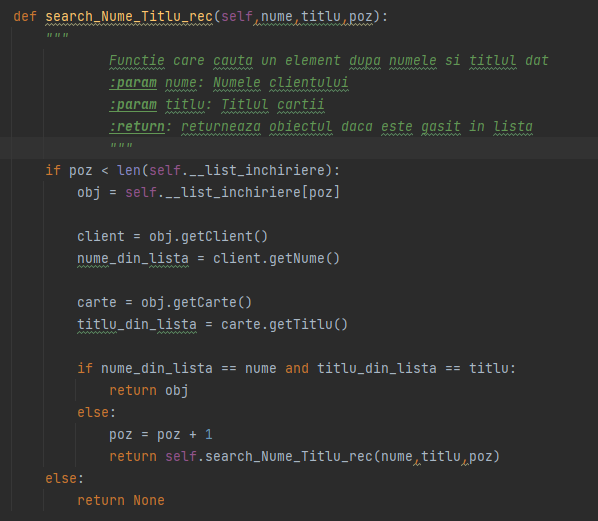 def search_Nume_Titlu_rec(self,nume,titlu,poz):
    """
            Functie care cauta un element dupa numele si titlul dat
            :param nume: Numele clientului
            :param titlu: Titlul cartii
            :return: returneaza obiectul daca este gasit in lista
            """
    if poz < len(self.__list_inchiriere):
        obj = self.__list_inchiriere[poz]

        client = obj.getClient()
        nume_din_lista = client.getNume()

        carte = obj.getCarte()
        titlu_din_lista = carte.getTitlu()

        if nume_din_lista == nume and titlu_din_lista == titlu:
            return obj
        else:
            poz = poz + 1
            return self.search_Nume_Titlu_rec(nume,titlu,poz)
    else:
        return None